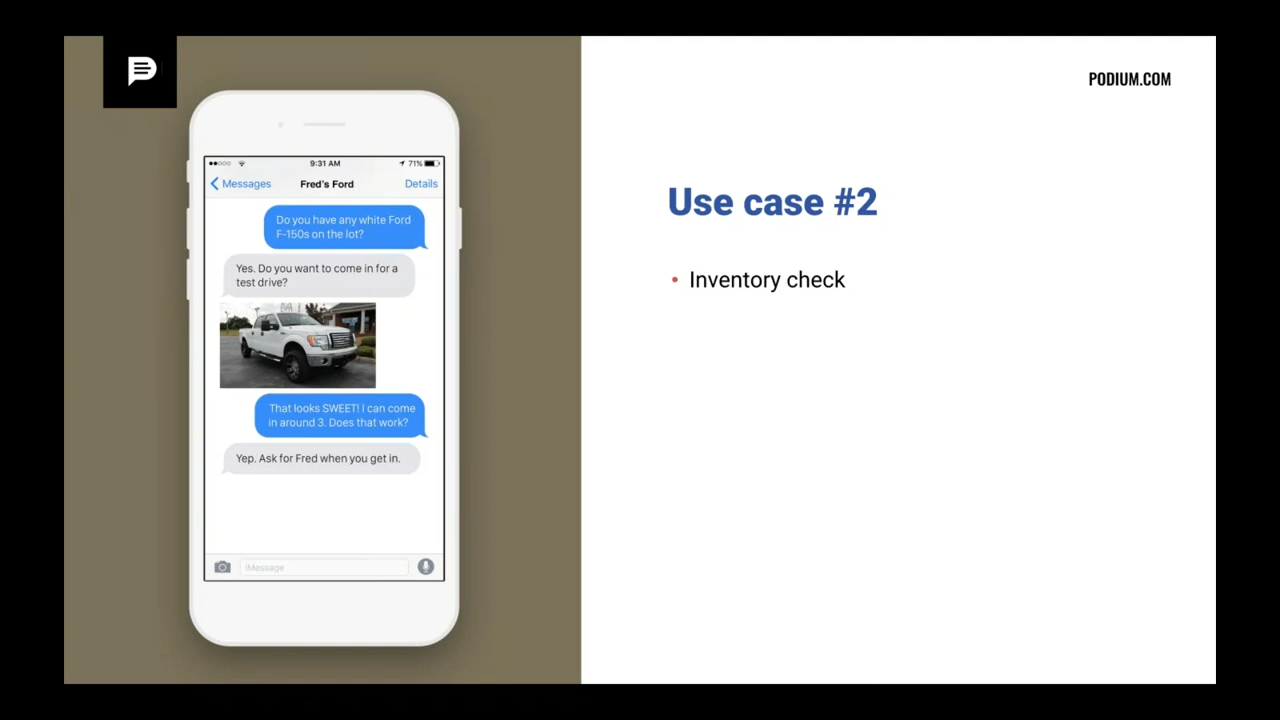 PODIUM.COM
9:31 AM
71%
Messages
Fred's Ford
Details
Do you have any white Ford
F-150s on the lot?
Yes. Do you want to come in for a
test drive?
That looks SWEET! I can come
in around 3. Does that work?
Yep. Ask for Fred when you get in.
iMessage
Use case #2
• Inventory check